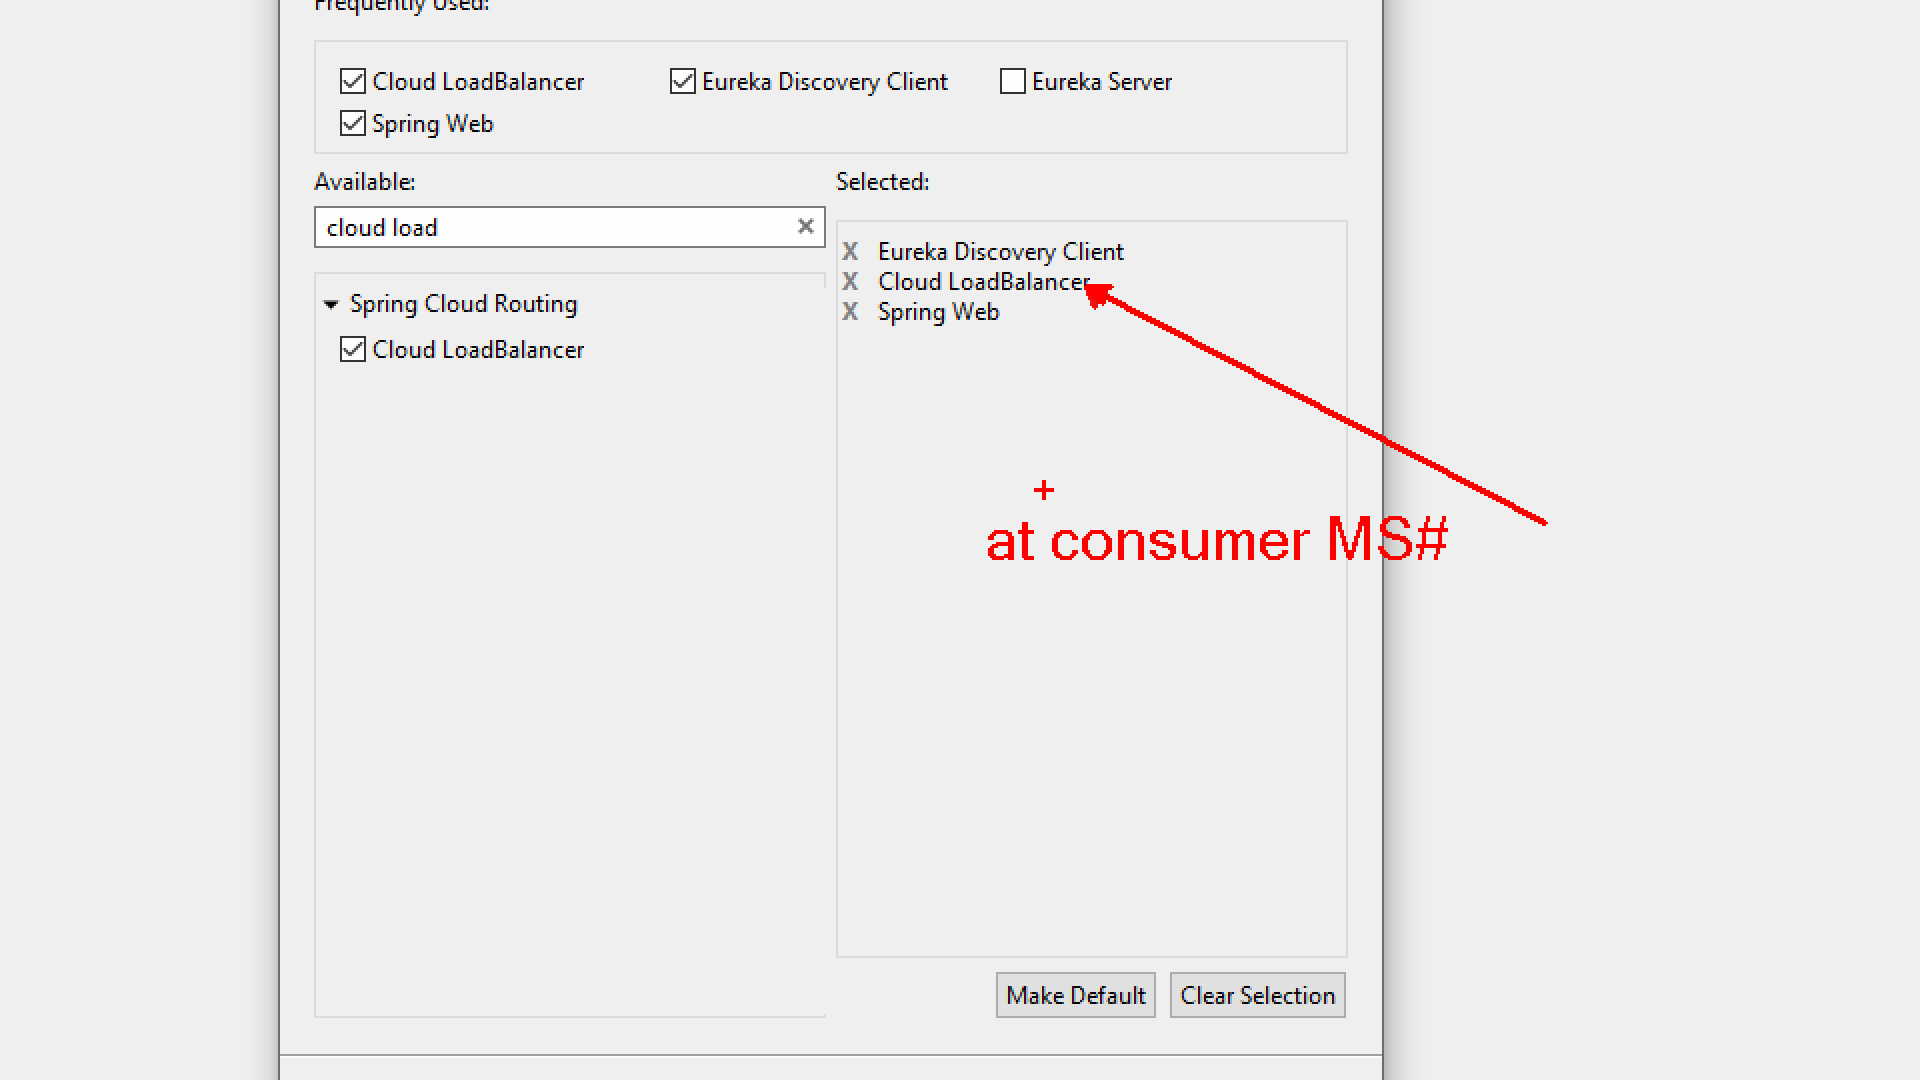 Frequently Used:
Cloud LoadBalancer Eureka Discovery Client Eureka Server
Spring Web
Available: Selected:
cloud load
X Eureka Discovery Client
X Cloud LoadBalancer
X Spring Web
Spring Cloud Routing
Cloud LoadBalancer
+
at consumer MS#
Make Default Clear Selection